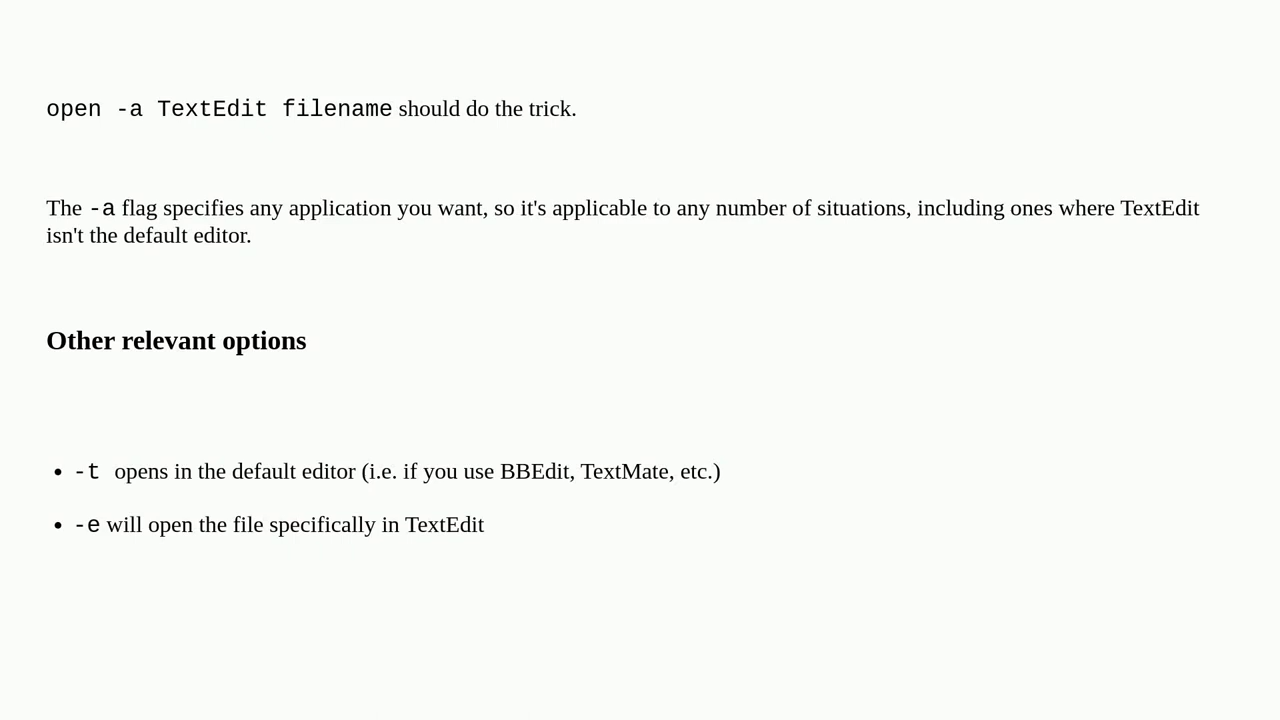 open -a TextEdit filename should do the trick.
The -a flag specifies any application you want, so it's applicable to any number of situations, including ones where TextEdit
isn't the default editor.
Other relevant options
• -t opens in the default editor (i.e. if you use BBEdit, TextMate, etc.)
• -e will open the file specifically in TextEdit